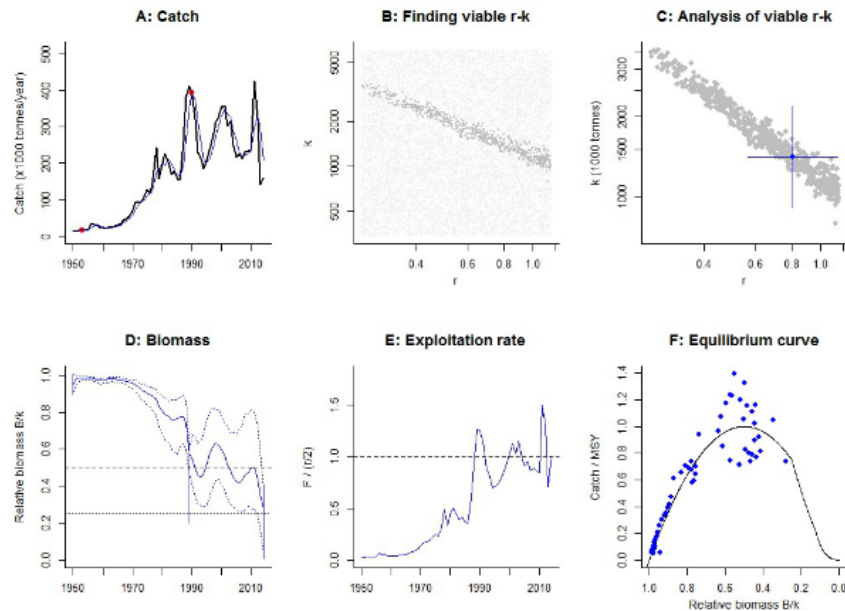 A: Catch
Catch (x1000 tonnes/year)
500
400
300
200
100
0
1950 1970 1990 2010
B: Finding viable r-k
k
5000
2000
1000
500
0.4 0.6 0.8 1.0
r
C: Analysis of viable r-k
k (1000 tonnes)
3000
2000
1500
1000
0.4 0.6 0.8 1.0
r
D: Biomass
Relative biomass B/k
1.0
0.8
0.6
0.4
0.2
0.0
1950 1970 1990 2010
E: Exploitation rate
F / (r/2)
1.5
1.0
0.5
0.0
1950 1970 1990 2010
F: Equilibrium curve
Catch / MSY
1.4
1.2
1.0
0.8
0.6
0.4
0.2
0.0
1.0 0.8 0.6 0.4 0.2 0.0
Relative biomass B/k